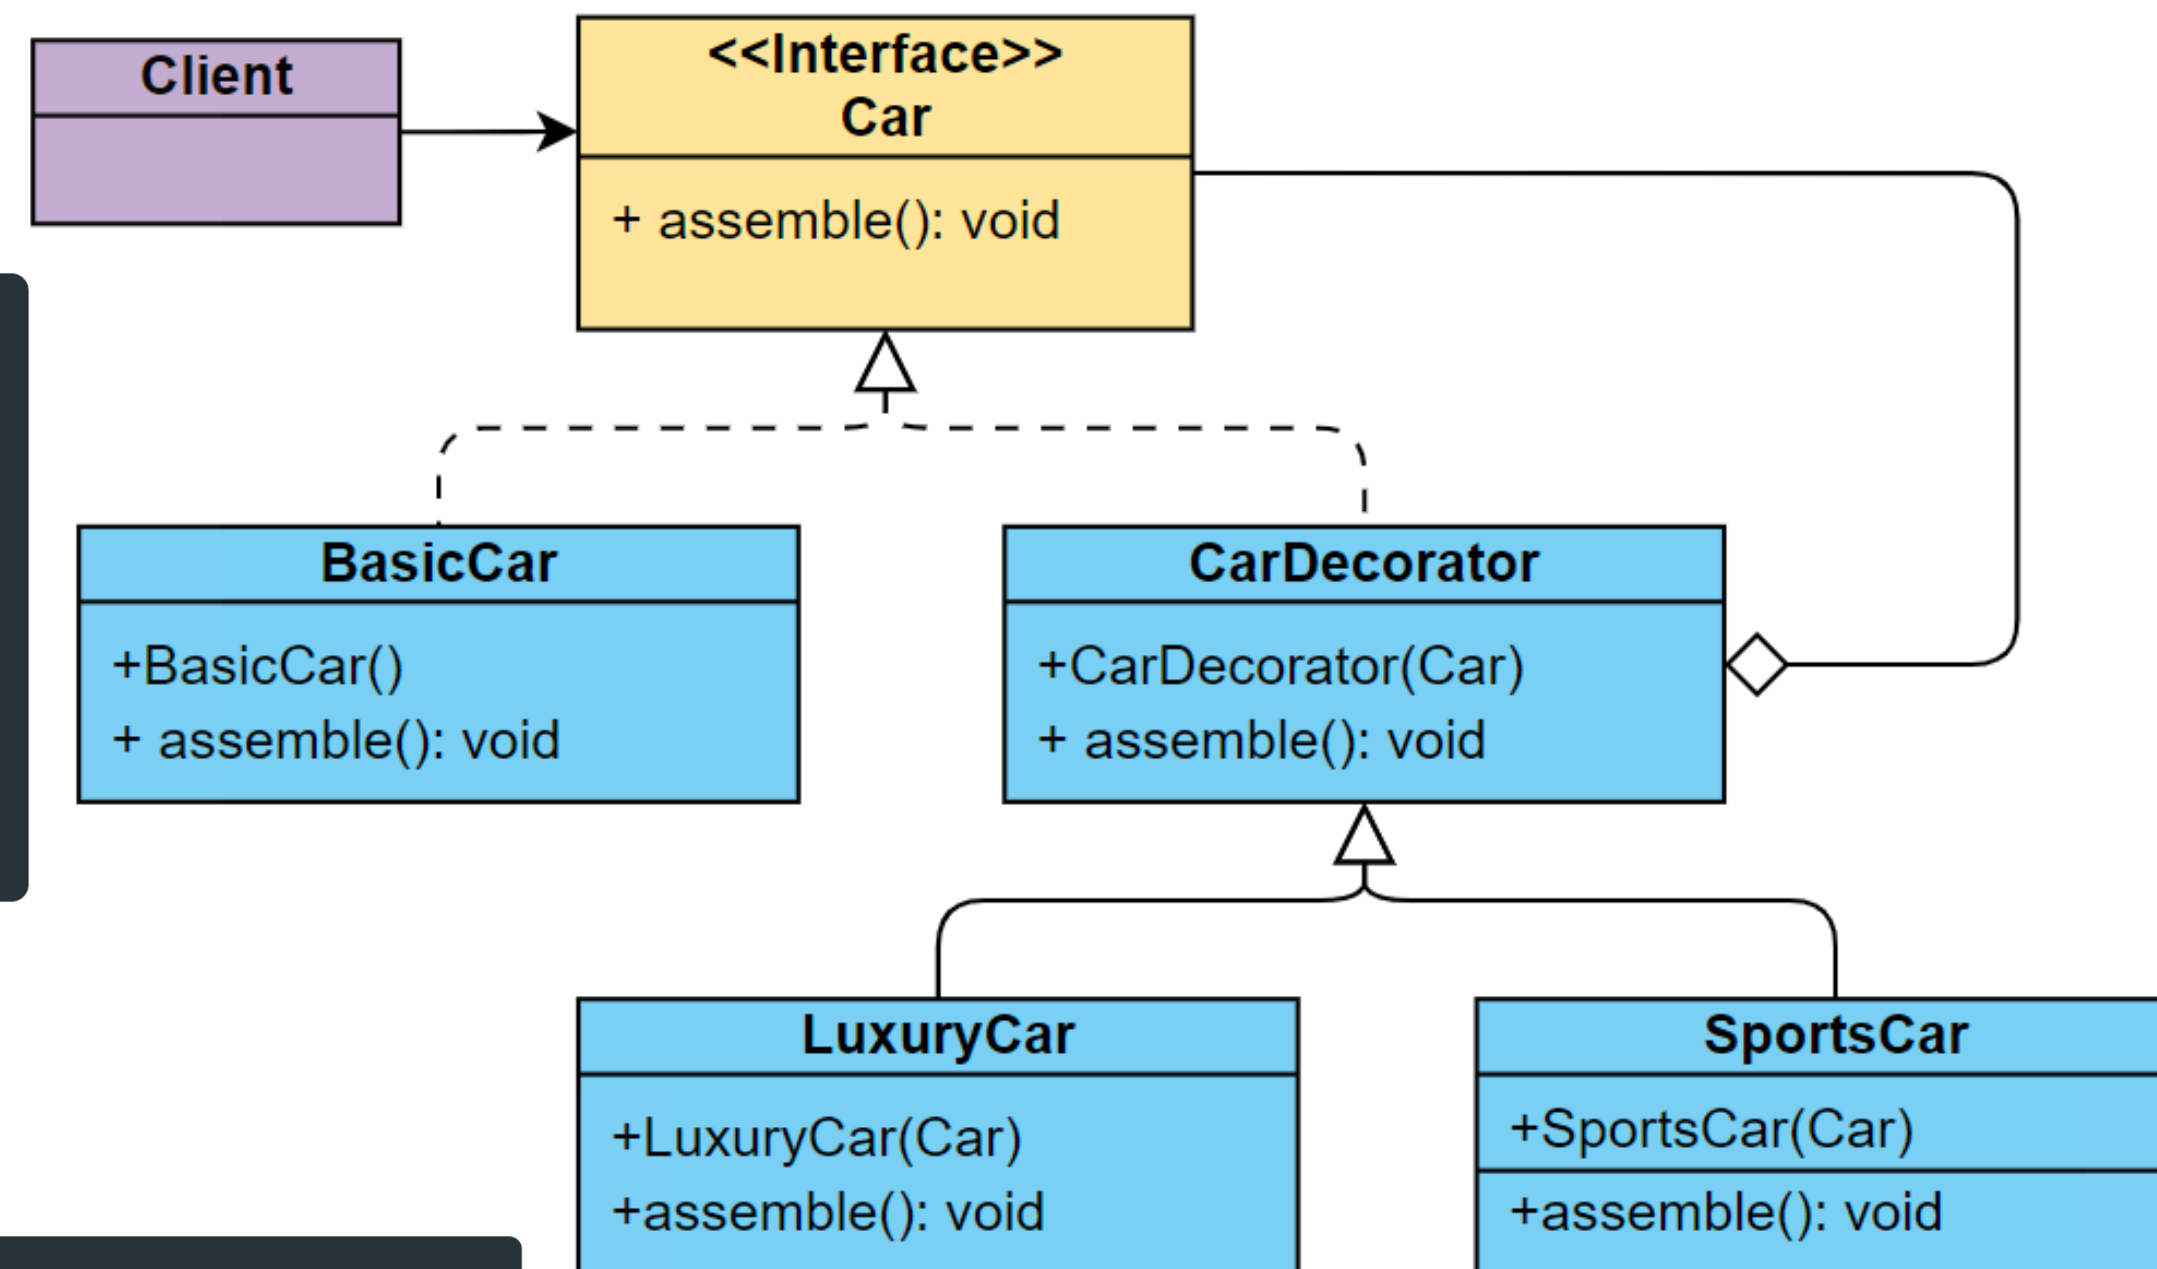 Client
<<Interface>>
Car
+ assemble(): void
BasicCar
+BasicCar()
+ assemble(): void
CarDecorator
+CarDecorator(Car)
+ assemble(): void
LuxuryCar
+LuxuryCar(Car)
+assemble(): void
SportsCar
+SportsCar(Car)
+assemble(): void